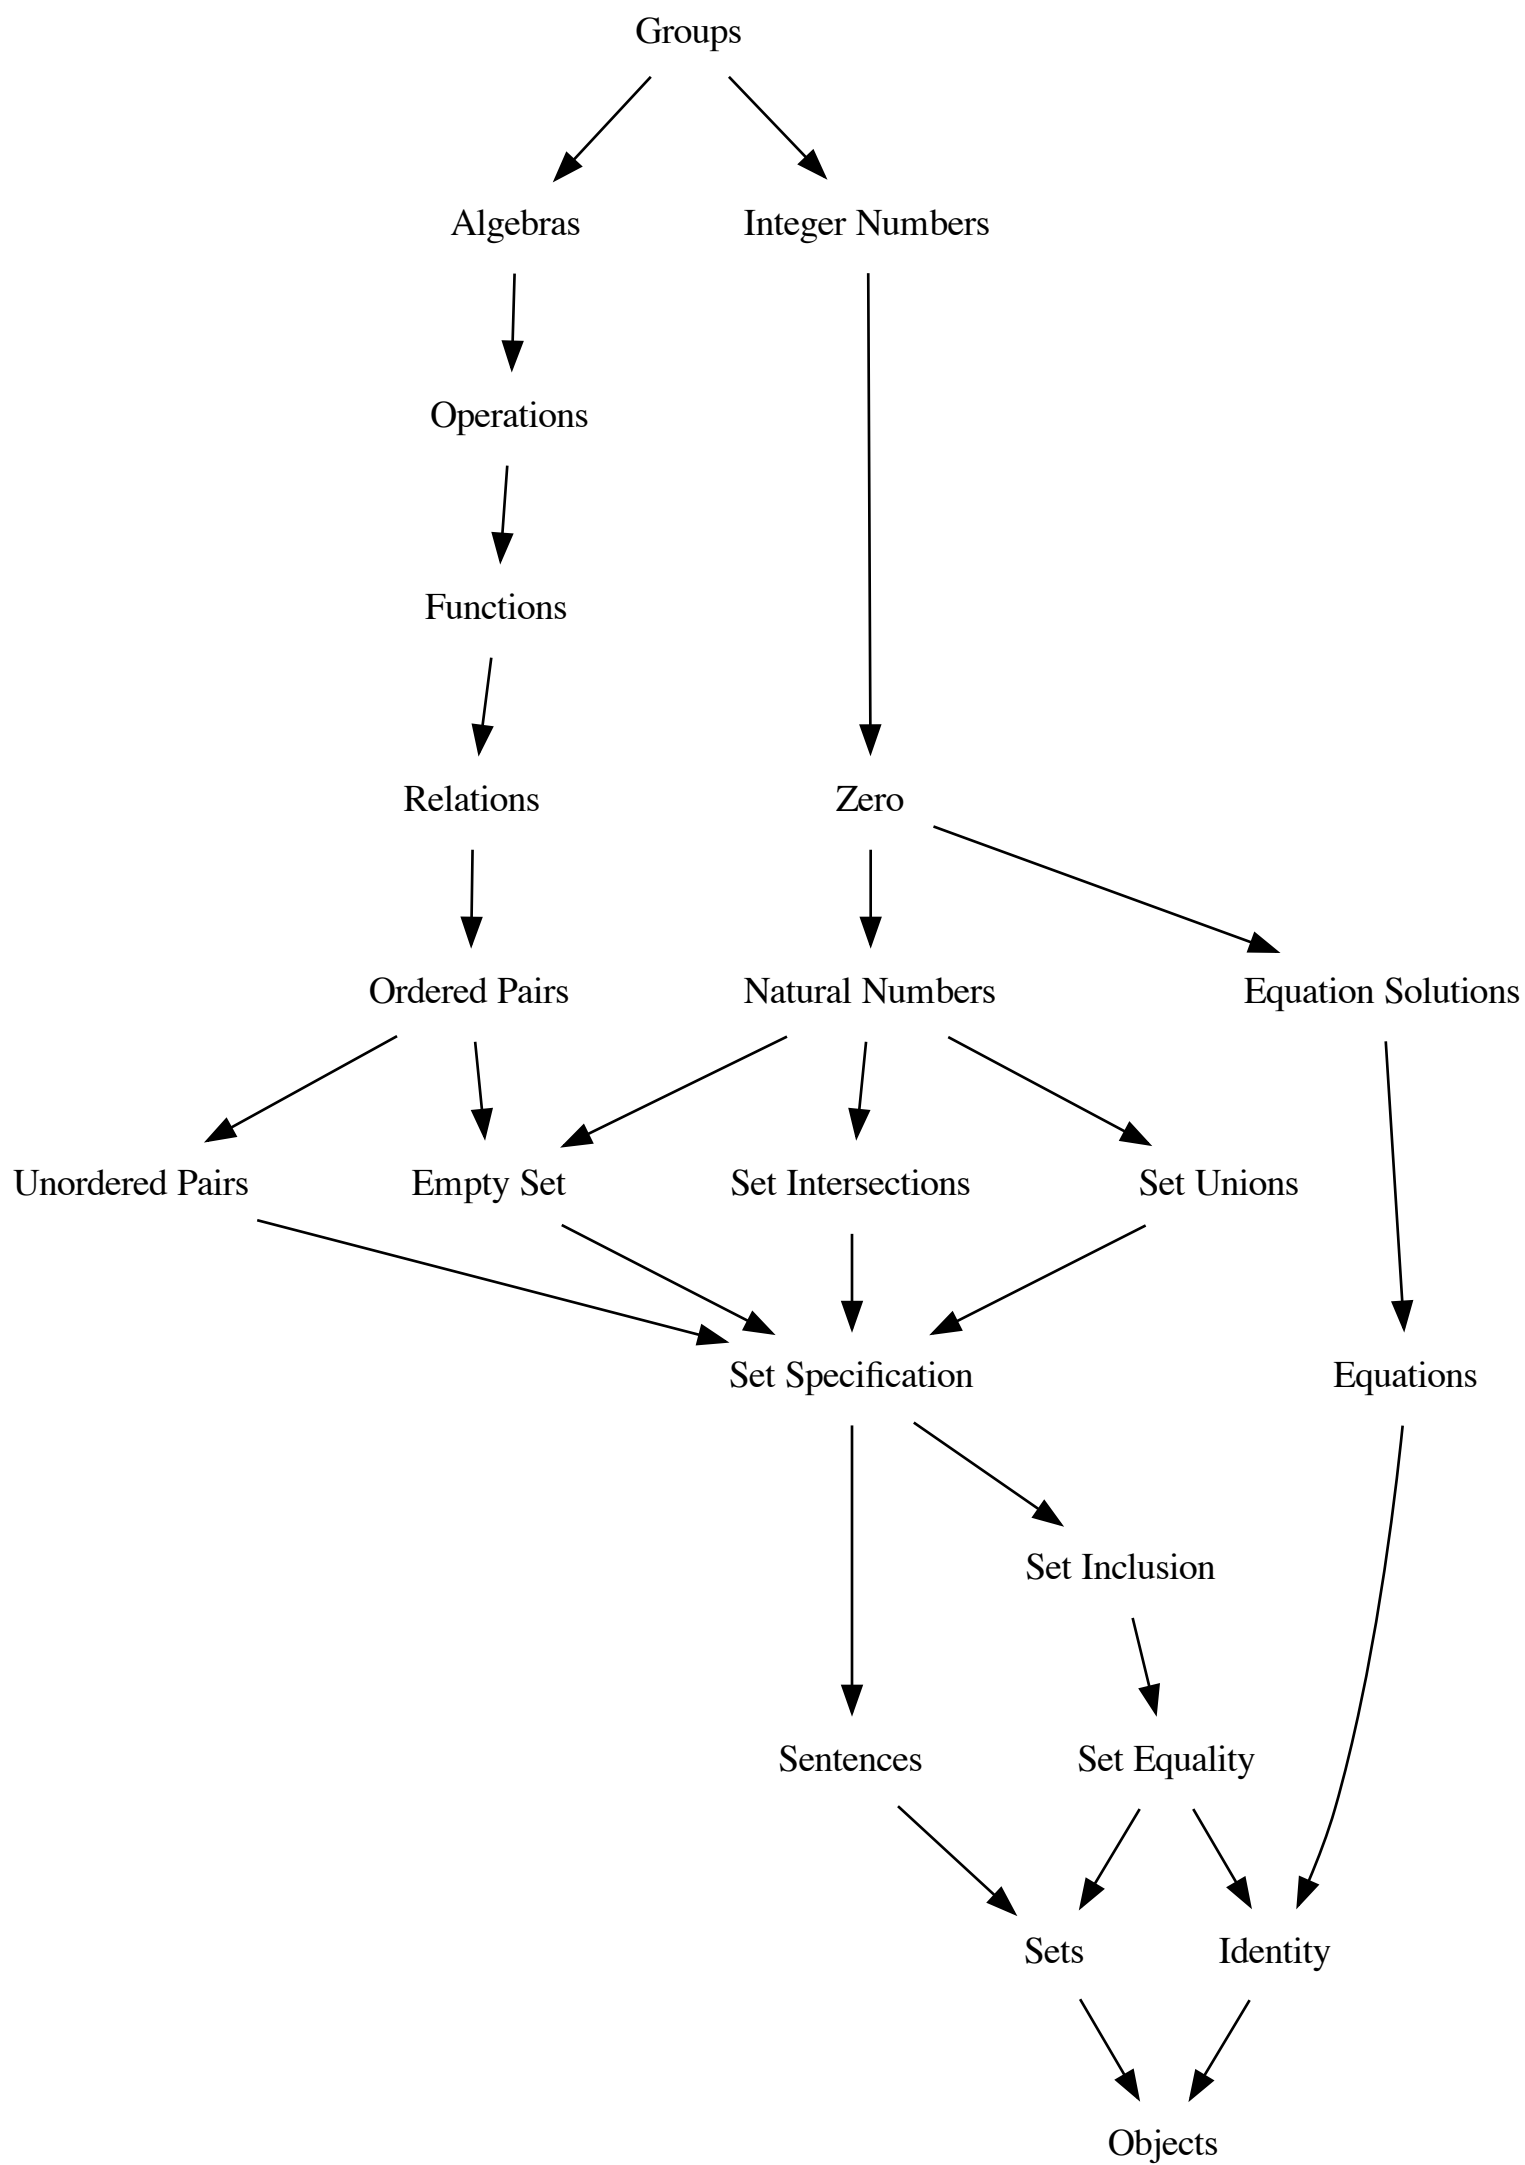 Groups
Algebras
Integer Numbers
Operations
Functions
Relations
Zero
Ordered Pairs
Natural Numbers
Equation Solutions
Unordered Pairs
Empty Set
Set Intersections
Set Unions
Set Specification
Equations
Set Inclusion
Sentences
Set Equality
Sets
Identity
Objects